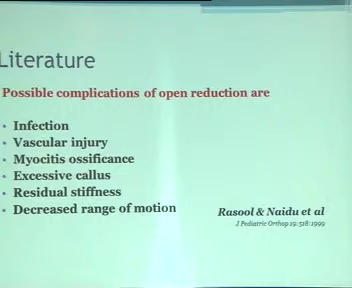 Literature
Possible complications of open reduction are
• Infection
• Vascular injury
• Myocitis ossificance
• Excessive callus
• Residual stiffness
• Decreased range of motion
Rasool & Naidu et al
J Pediatric Orthop 19: 518: 1999